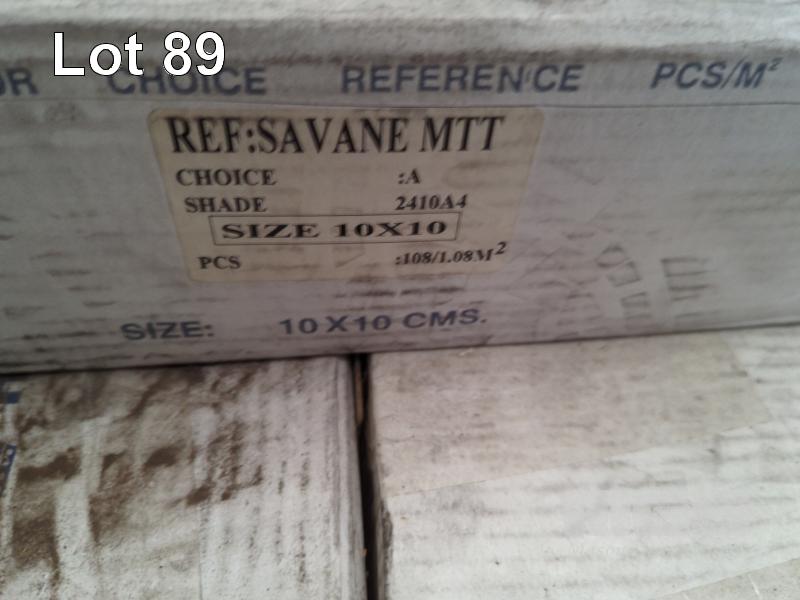 Lot 89
OR CHOICE REFERENCE PCS/M²
REF:SAVANE MTT
CHOICE :A
SHADE 2410A4
SIZE 10X10
PCS :108/1.08M²
SIZE: 10 X 10 CMS.